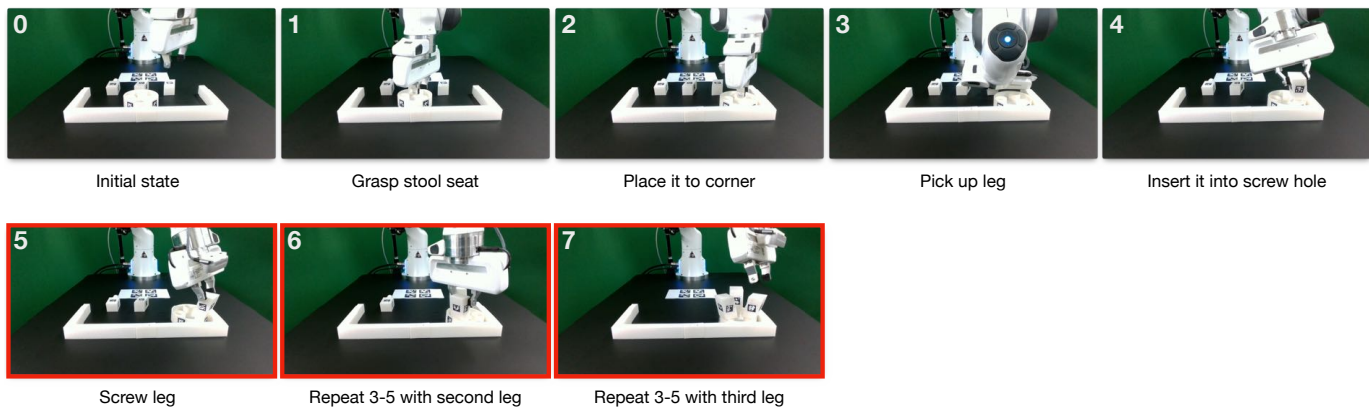 0
1
2
3
4
Initial state
Grasp stool seat
Place it to corner
Pick up leg
Insert it into screw hole
5
6
7
Screw leg
Repeat 3-5 with second leg
Repeat 3-5 with third leg